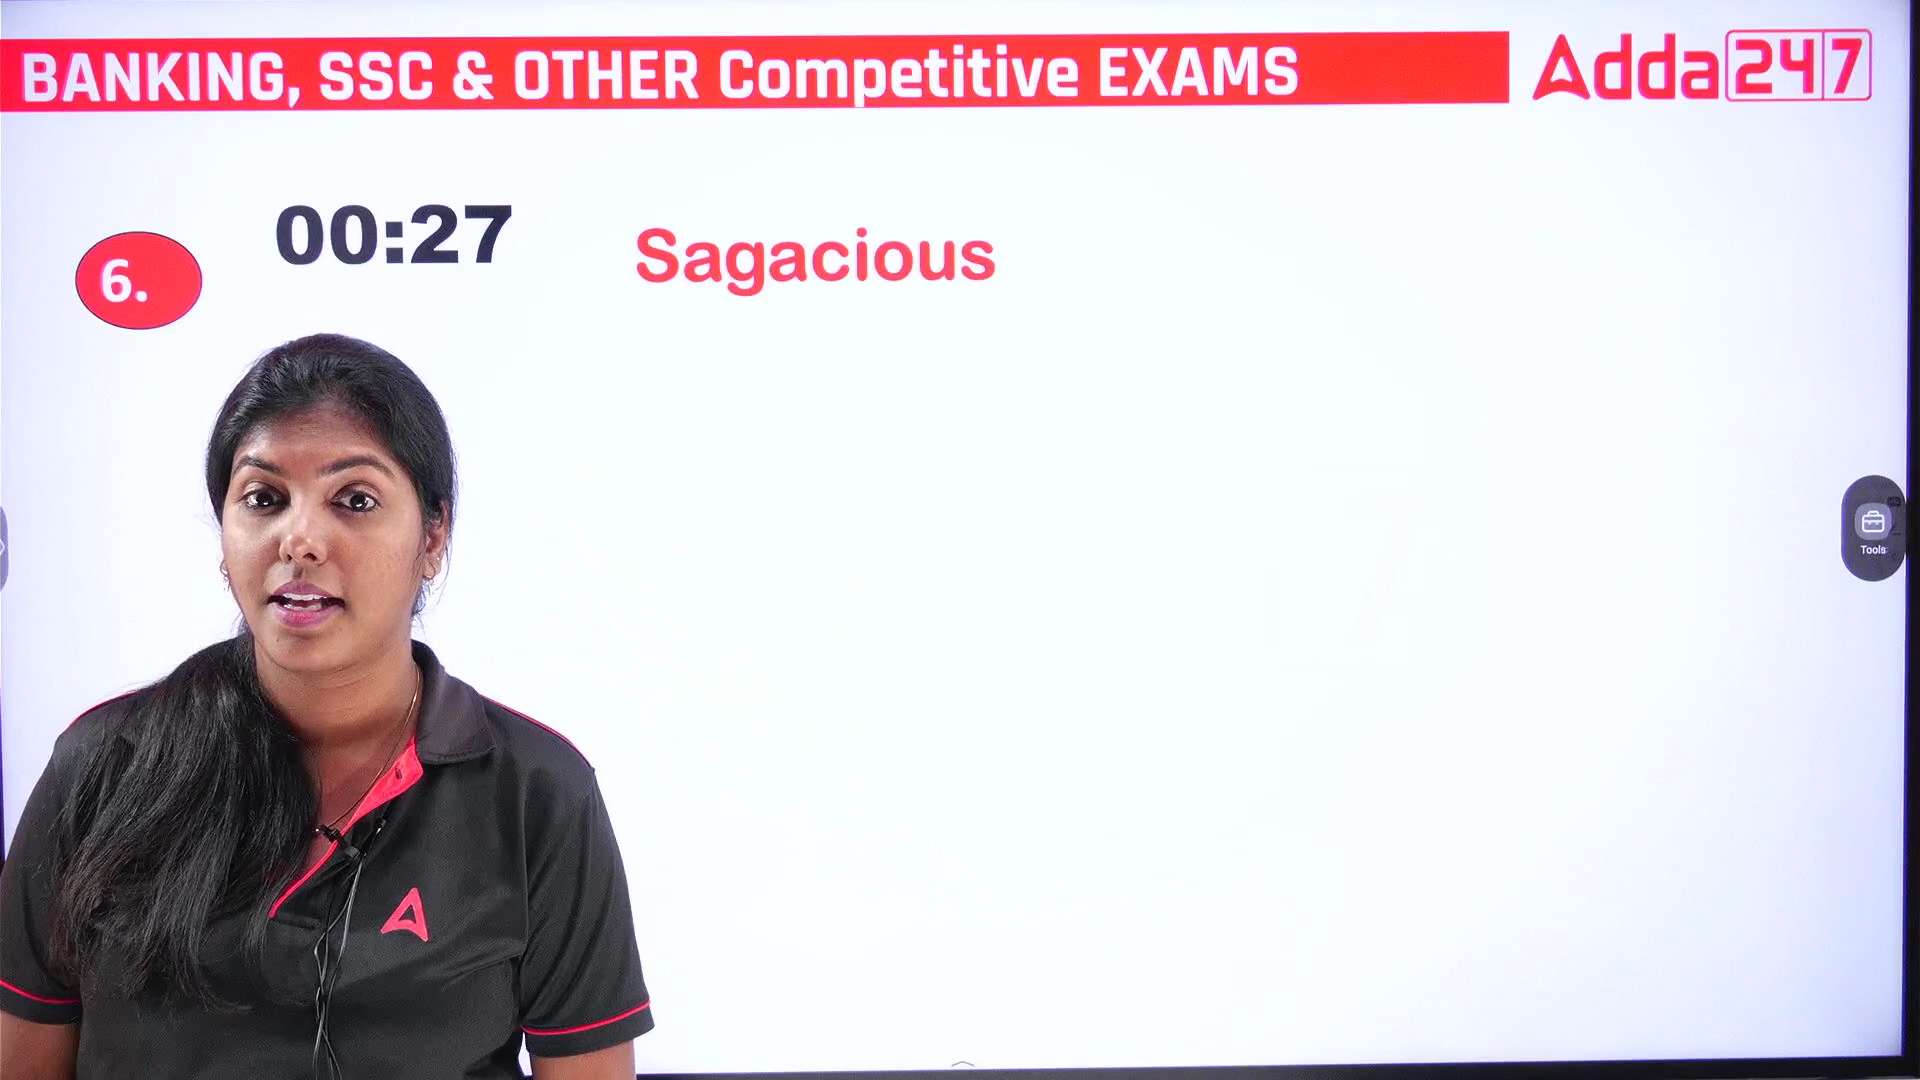 BANKING, SSC & OTHER Competitive EXAMS
Adda247
00:27
6.
Sagacious
Tools